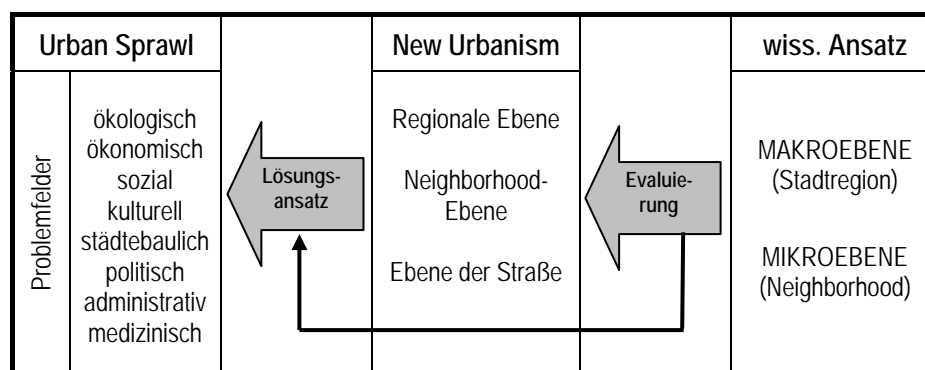 Urban Sprawl
New Urbanism
wiss. Ansatz
Problemfelder
ökologisch
ökonomisch
sozial
kulturell
städtebaulich
politisch
administrativ
medizinisch
Lösungs-
ansatz
Regionale Ebene
Neighborhood-
Ebene
Ebene der Straße
Evaluie-
rung
MAKROEBENE
(Stadtregion)
MIKROEBENE
(Neighborhood)